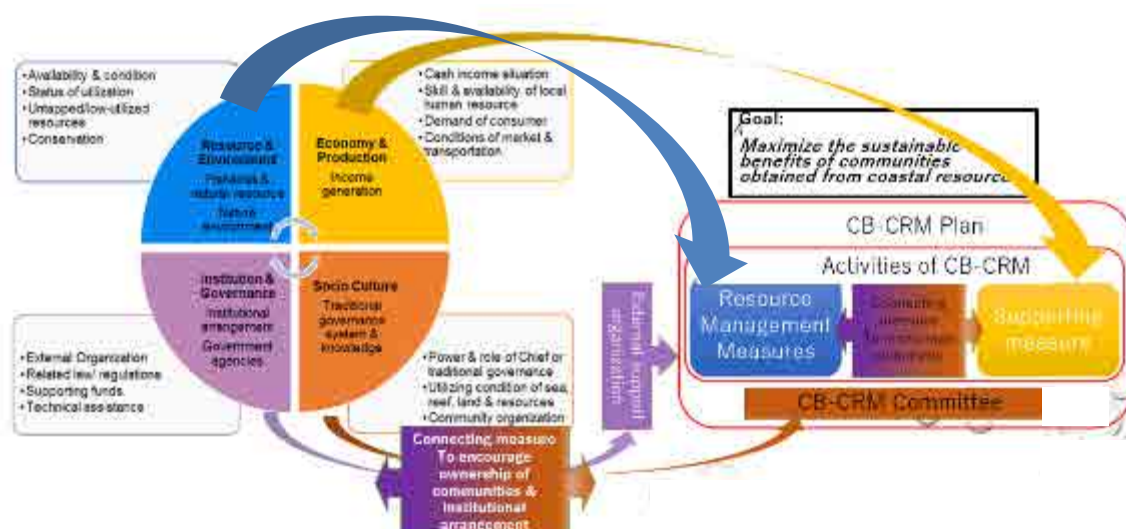 •Availability & condition
•Status of utilization
•Untapped/low-utilized
resources
•Conservation
•Cash income situation
•Skill & availability of local
human resource
•Demand of consumer
•Conditions of market &
transportation
Resource &
Environment
Fisheries &
natural resource
Nature
environment
Economy &
Production
Income
generation
Institution &
Governance
Institutional
arrangement
Government
agencies
Socio Culture
Traditional
governance
system &
knowledge
•External Organization
•Related law/ regulations
•Supporting funds
•Technical assistance
•Power & role of Chief or
traditional governance
•Utilizing condition of sea,
reef, land & resources
•Community organization
Connecting measure
To encourage
ownership of
communities &
institutional
arrangement
External support
organization
Goal:
Maximize the sustainable
benefits of communities
obtained from coastal resource
CB-CRM Plan
Activities of CB-CRM
Resource
Management
Measures
Connecting
measure
Supporting
measure
CB-CRM Committee